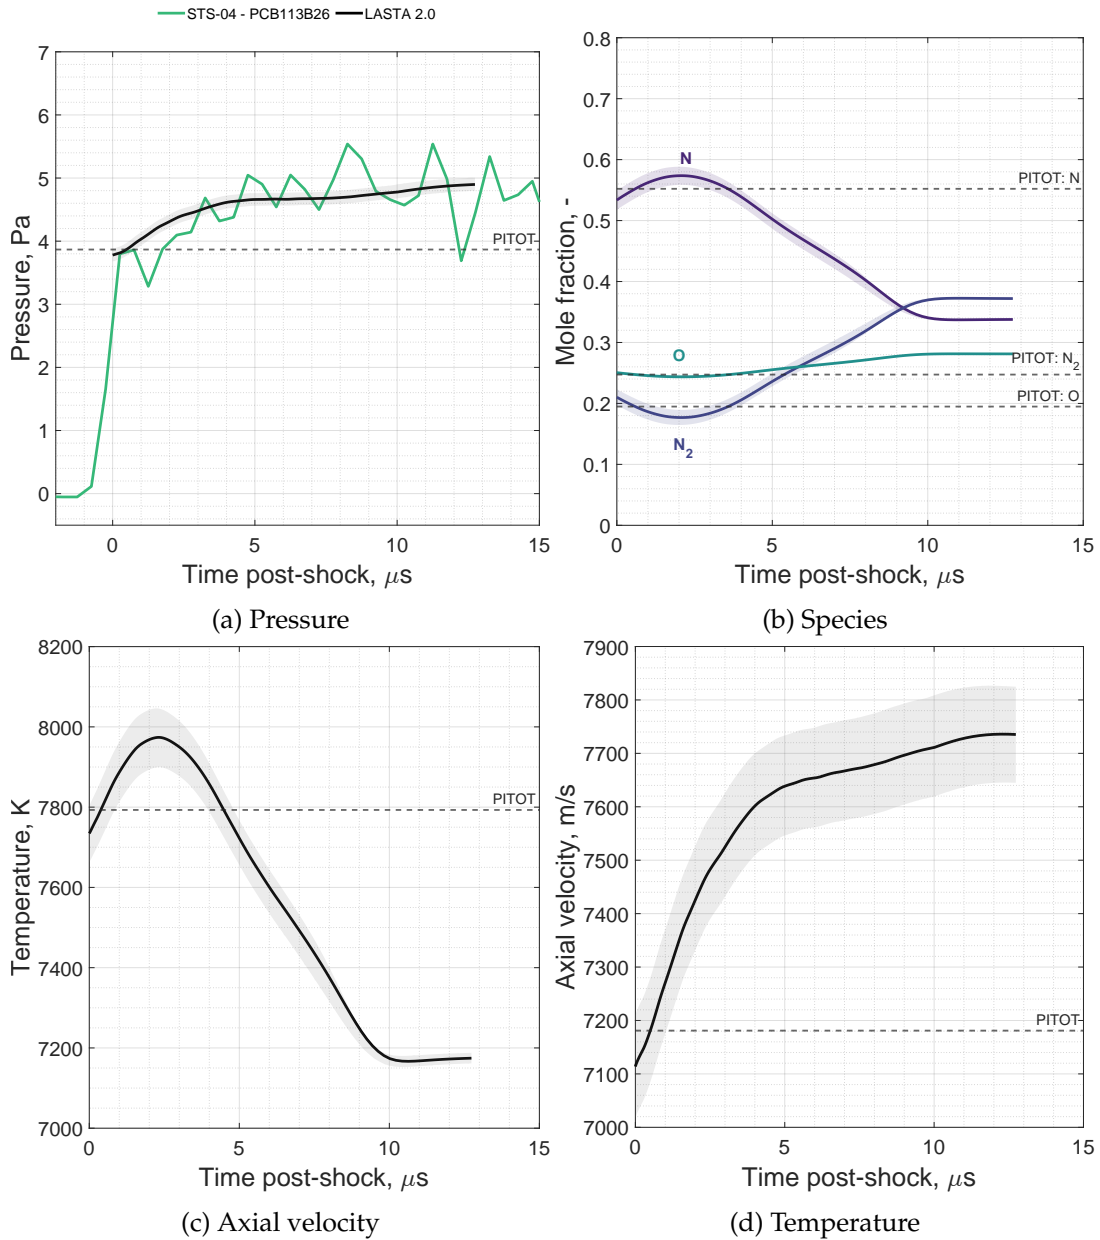 STS-04 - PCB113B26 LASTA 2.0
7
6
5
4
3
2
1
0
Pressure, Pa
PITOT
0 5 10 15
Time post-shock, μs
(a) Pressure
0.8
0.7
0.6
0.5
0.4
0.3
0.2
0.1
0
Mole fraction, -
N
PITOT: N
O
PITOT: N2
PITOT: O
N2
0 5 10 15
Time post-shock, μs
(b) Species
8200
8000
7800
7600
7400
7200
7000
Temperature, K
PITOT
0 5 10 15
Time post-shock, μs
(c) Axial velocity
7900
7800
7700
7600
7500
7400
7300
7200
7100
7000
Axial velocity, m/s
PITOT
0 5 10 15
Time post-shock, μs
(d) Temperature